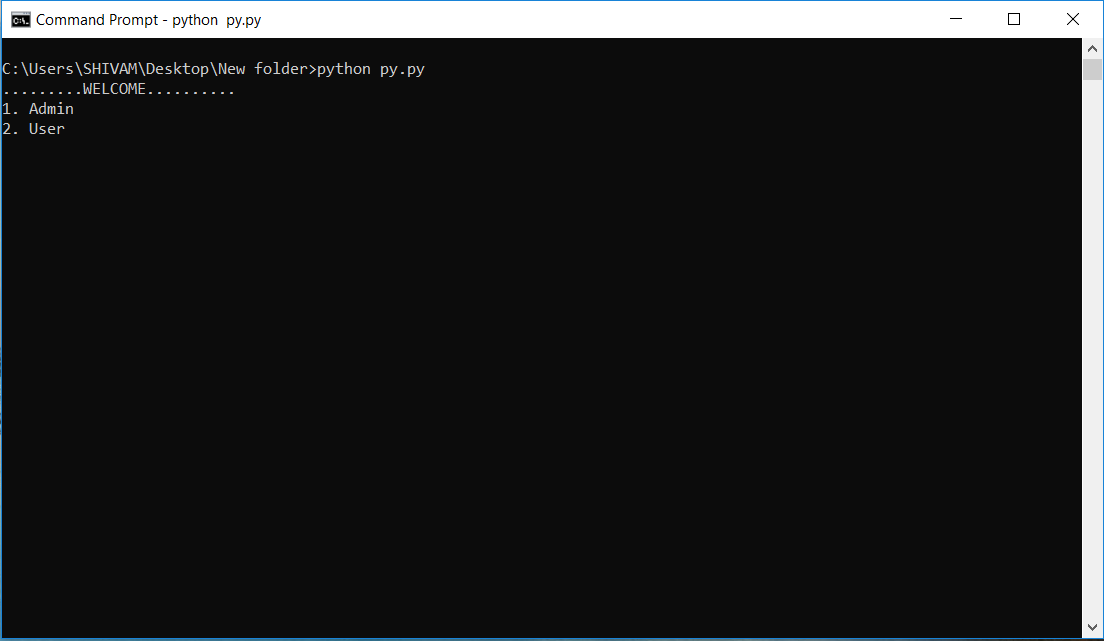 Command Prompt - python  py.py
C:\Users\SHIVAM\Desktop\New folder>python py.py
.........WELCOME..........
1. Admin
2. User